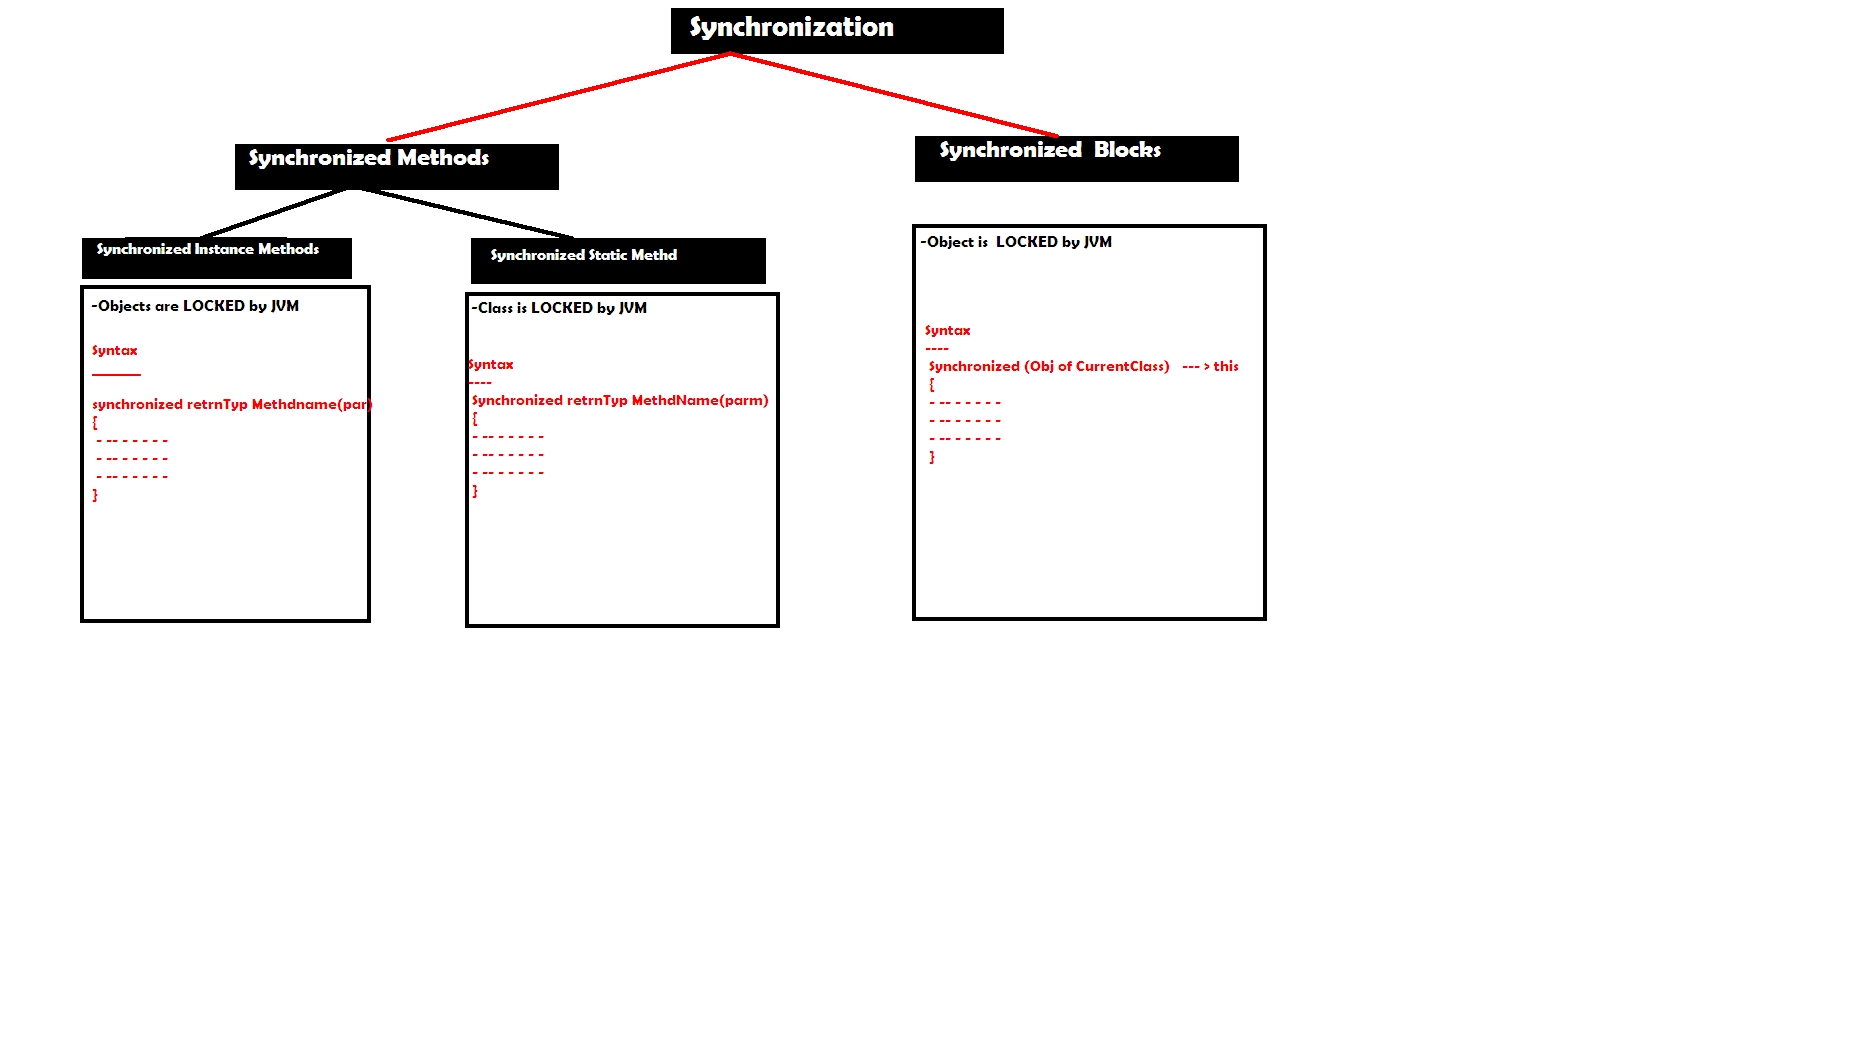 Synchronization
Synchronized Methods
Synchronized Blocks
Synchronized Instance Methods
Synchronized Static Methd
-Objects are LOCKED by JVM
Syntax
synchronized retrnTyp Methdname(par)
{
- -- - - - - -
- -- - - - - -
- -- - - - - -
}
-Class is LOCKED by JVM
Syntax
----
Synchronized retrnTyp MethdName(parm)
{
- -- - - - - -
- -- - - - - -
- -- - - - - -
}
-Object is LOCKED by JVM
Syntax
----
Synchronized (Obj of CurrentClass) --- > this
{
- -- - - - - -
- -- - - - - -
- -- - - - - -
}